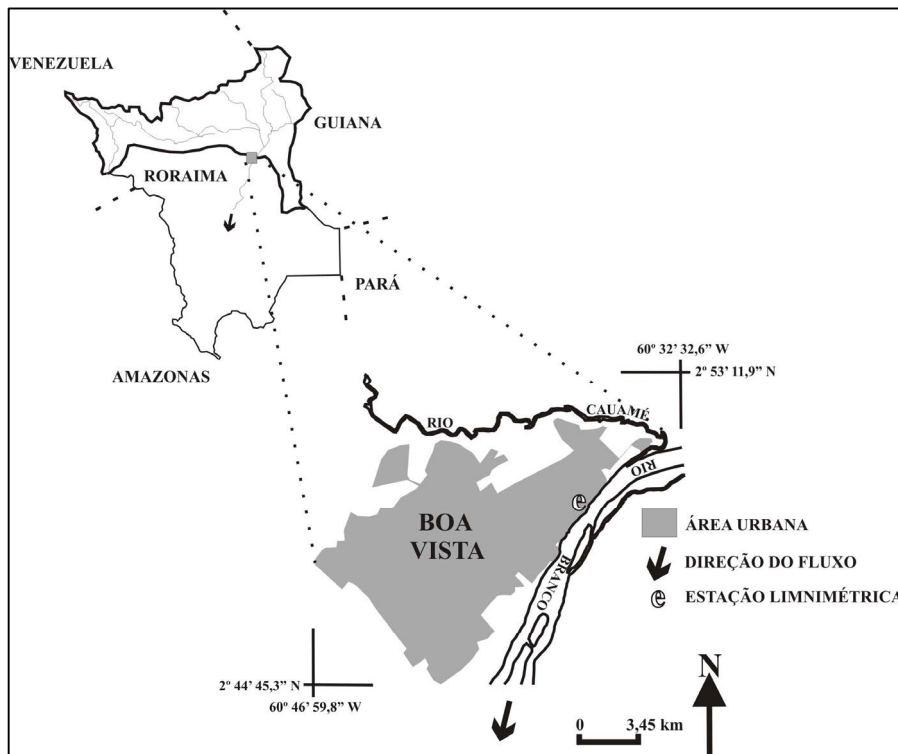 VENEZUELA
GUIANA
RORAIMA
PARÁ
AMAZONAS
60º 32’ 32,6” W
2º 53’ 11,9” N
RIO
CAUAMÉ
RIO
BRANCO
e
BOA
VISTA
ÁREA URBANA
DIREÇÃO DO FLUXO
e ESTAÇÃO LIMNIMÉTRICA
2º 44’ 45,3” N
60º 46’ 59,8” W
N
0 3,45 km